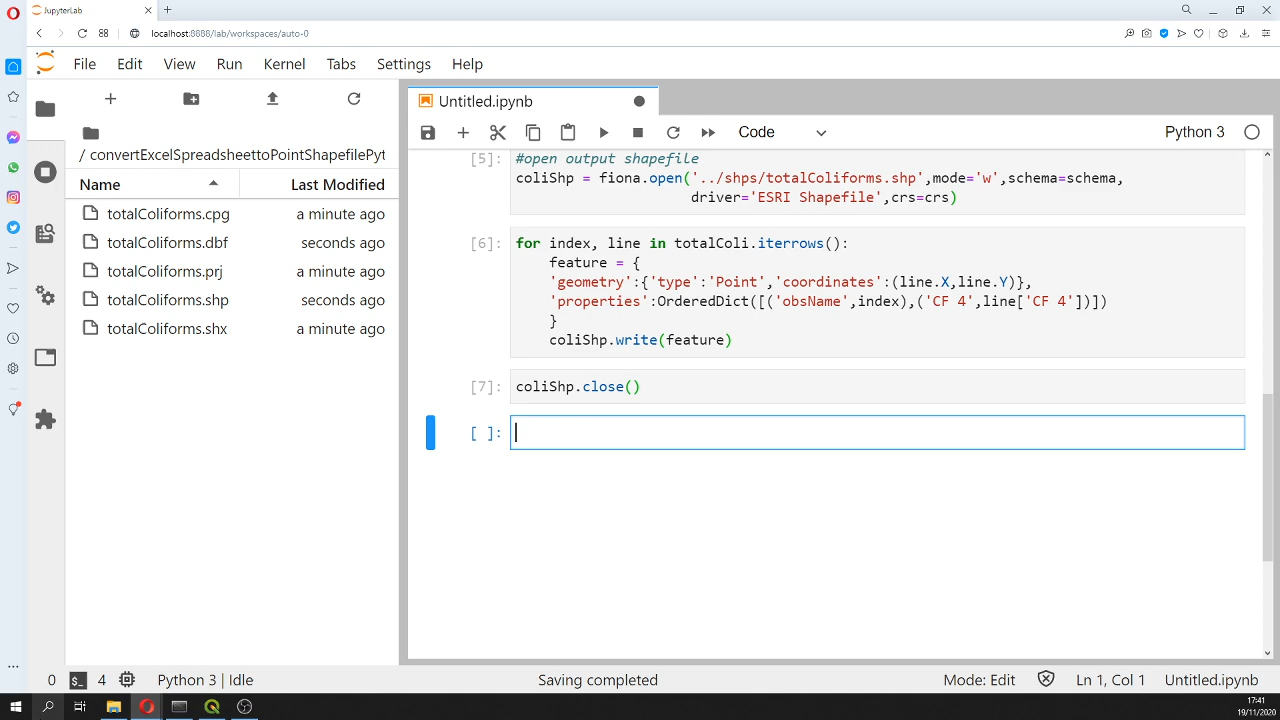 JupyterLab
localhost:8888/lab/workspaces/auto-0
File Edit View Run Kernel Tabs Settings Help
Untitled.ipynb
Code
Python 3
/ convertExcelSpreadsheettoPointShapefilePyt
Name Last Modified
totalColiforms.cpg a minute ago
totalColiforms.dbf seconds ago
totalColiforms.prj a minute ago
totalColiforms.shp seconds ago
totalColiforms.shx a minute ago
[5]: #open output shapefile
coliShp = fiona.open('../shps/totalColiforms.shp',mode='w',schema=schema,
driver='ESRI Shapefile',crs=crs)
[6]: for index, line in totalColi.iterrows():
feature = {
'geometry':{'type':'Point','coordinates':(line.X,line.Y)},
'properties':OrderedDict([('obsName',index),('CF 4',line['CF 4'])])
}
coliShp.write(feature)
[7]: coliShp.close()
[ ]:
0 $_ 4 Python 3 | Idle Saving completed Mode: Edit Ln 1, Col 1 Untitled.ipynb
17:41
19/11/2020